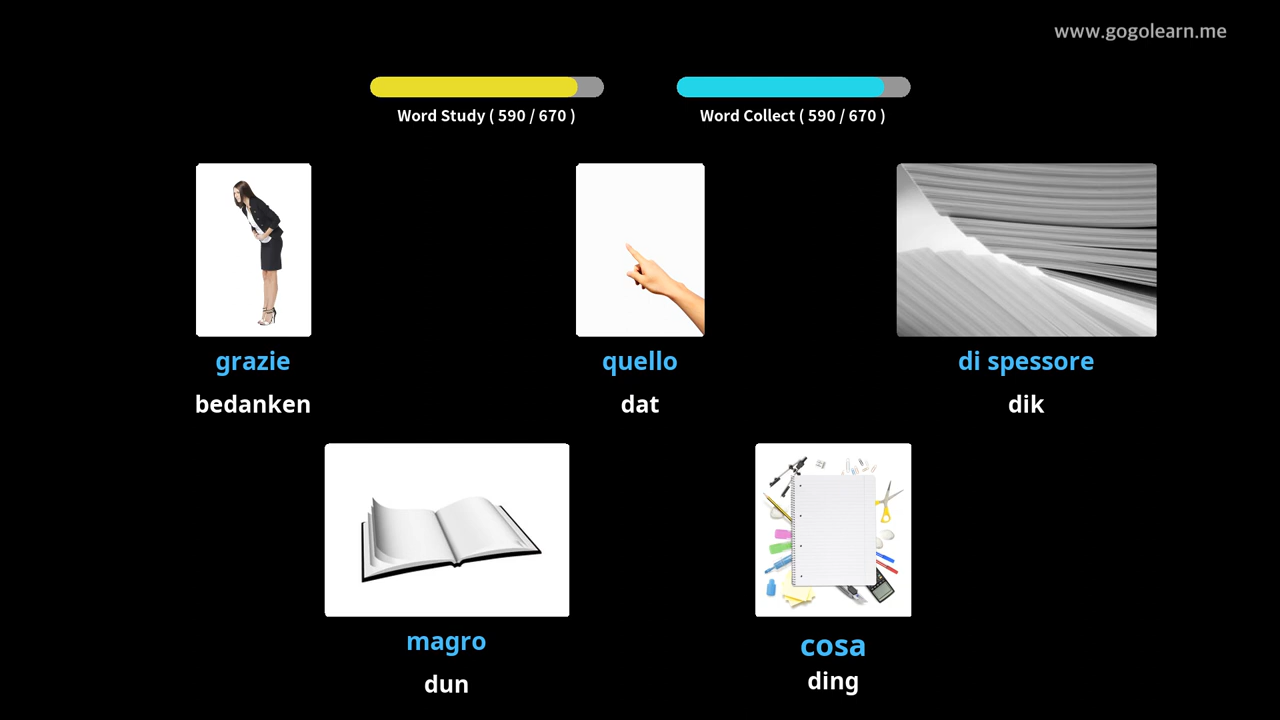 www.gogolearn.me
Word Study ( 590 / 670 )
Word Collect ( 590 / 670 )
grazie
bedanken
quello
dat
di spessore
dik
magro
dun
cosa
ding